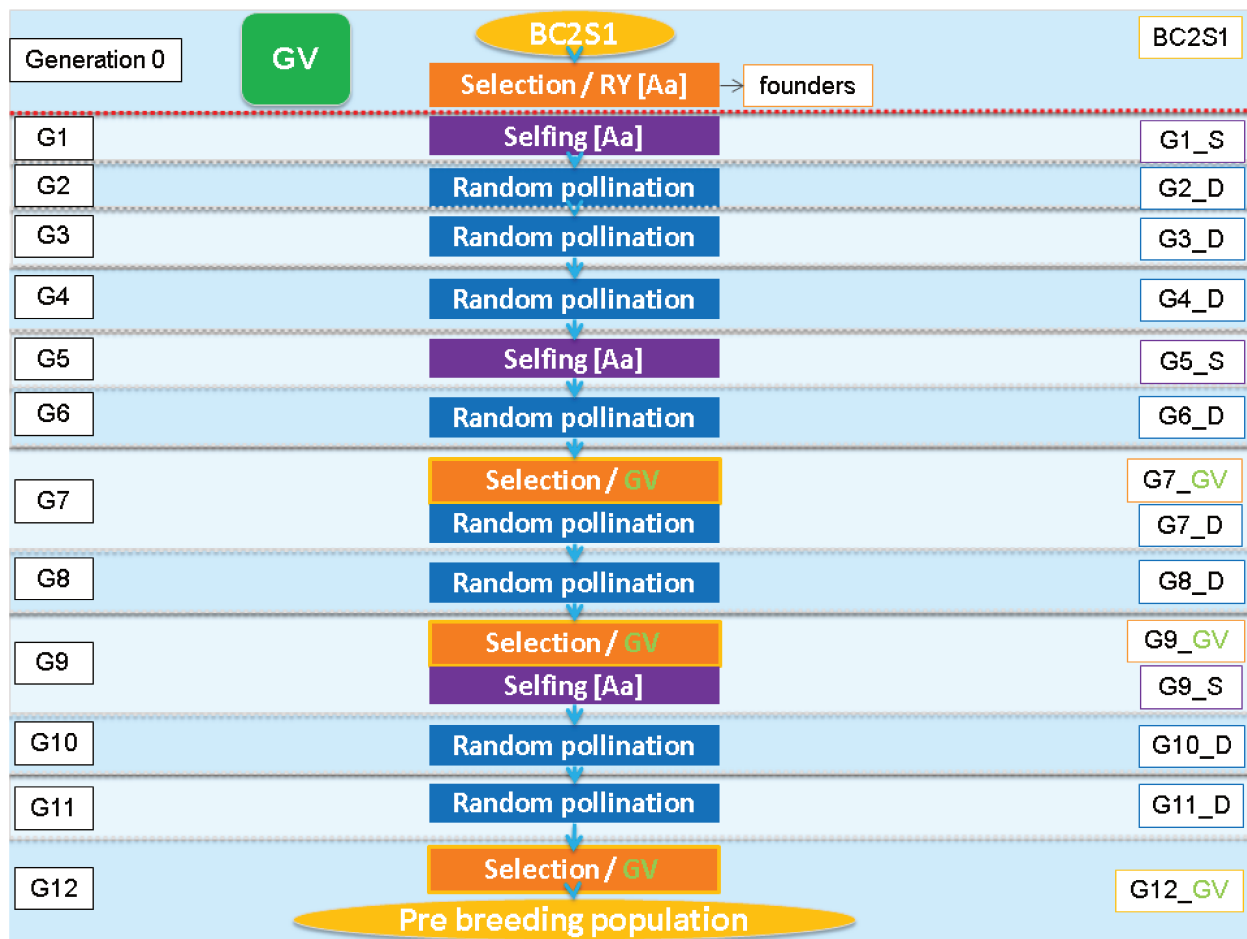 BC2S1
BC2S1
Generation 0
GV
Selection / RY [Aa]
founders
G1
Selfing [Aa]
G1_S
G2
Random pollination
G2_D
G3
Random pollination
G3_D
G4
Random pollination
G4_D
G5
Selfing [Aa]
G5_S
G6
Random pollination
G6_D
G7
Selection / GV
G7_GV
Random pollination
G7_D
G8
Random pollination
G8_D
G9
Selection / GV
G9_GV
Selfing [Aa]
G9_S
G10
Random pollination
G10_D
G11
Random pollination
G11_D
G12
Selection / GV
G12_GV
Pre breeding population